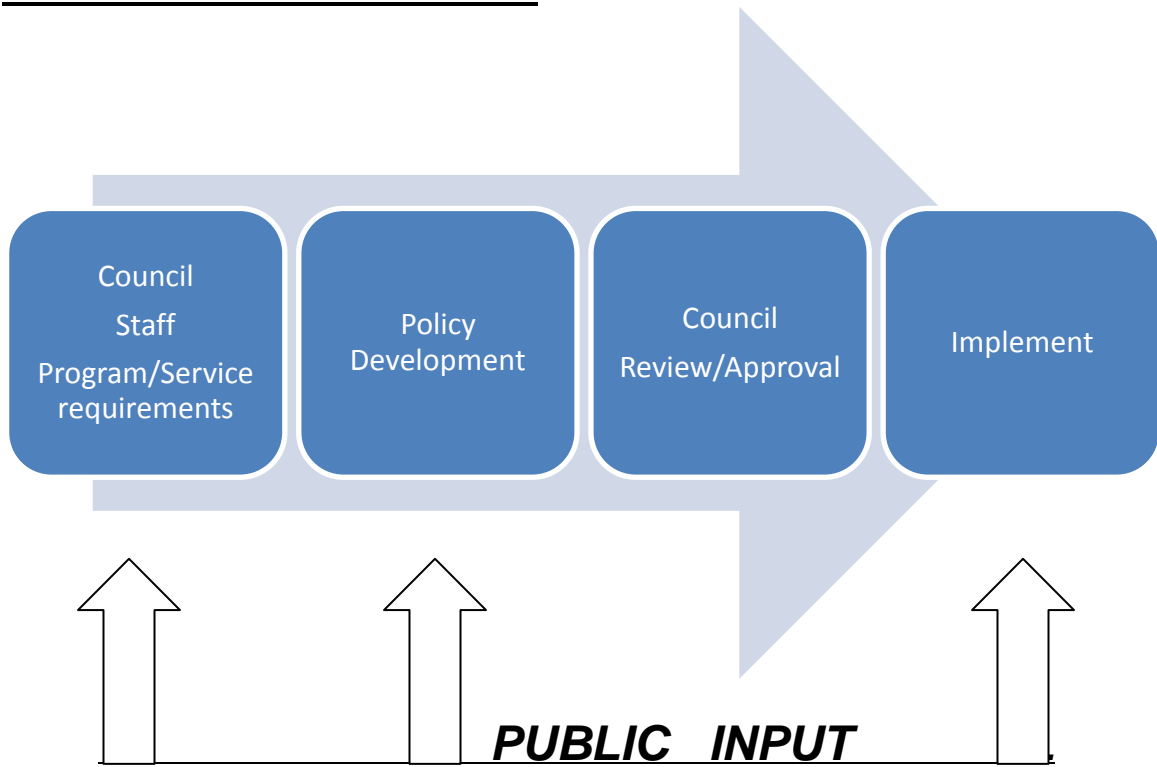 Council
Staff
Program/Service
requirements
Policy
Development
Council
Review/Approval
Implement
PUBLIC INPUT .